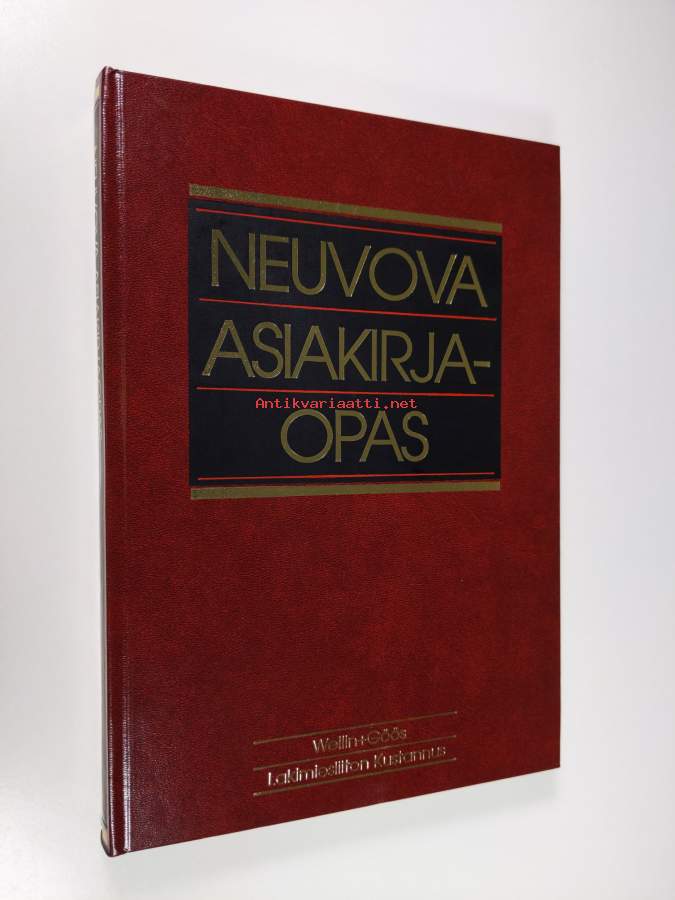 NEUVOVA
ASIAKIRJA-
Antikvariaatti.net
OPAS
Weilin+Göös
Lakimiesliiton Kustannus